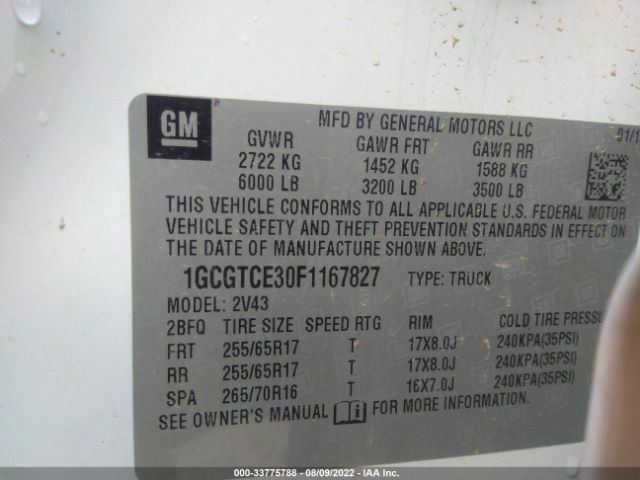 GM
MFD BY GENERAL MOTORS LLC
01/1
GVWR GAWR FRT GAWR RR
2722 KG 1452 KG 1588 KG
6000 LB 3200 LB 3500 LB
THIS VEHICLE CONFORMS TO ALL APPLICABLE U.S. FEDERAL MOTOR
VEHICLE SAFETY AND THEFT PREVENTION STANDARDS IN EFFECT ON
THE DATE OF MANUFACTURE SHOWN ABOVE.
1GCGTCE30F1167827 TYPE: TRUCK
MODEL: 2V43
2BFQ TIRE SIZE SPEED RTG RIM COLD TIRE PRESSU
FRT 255/65R17 T 17X8.0J 240KPA(35PSI)
RR 255/65R17 T 17X8.0J 240KPA(35PSI)
SPA 265/70R16 T 16X7.0J 240KPA(35PSI)
SEE OWNER'S MANUAL FOR MORE INFORMATION.
000-33775788 - 08/09/2022 - IAA Inc.